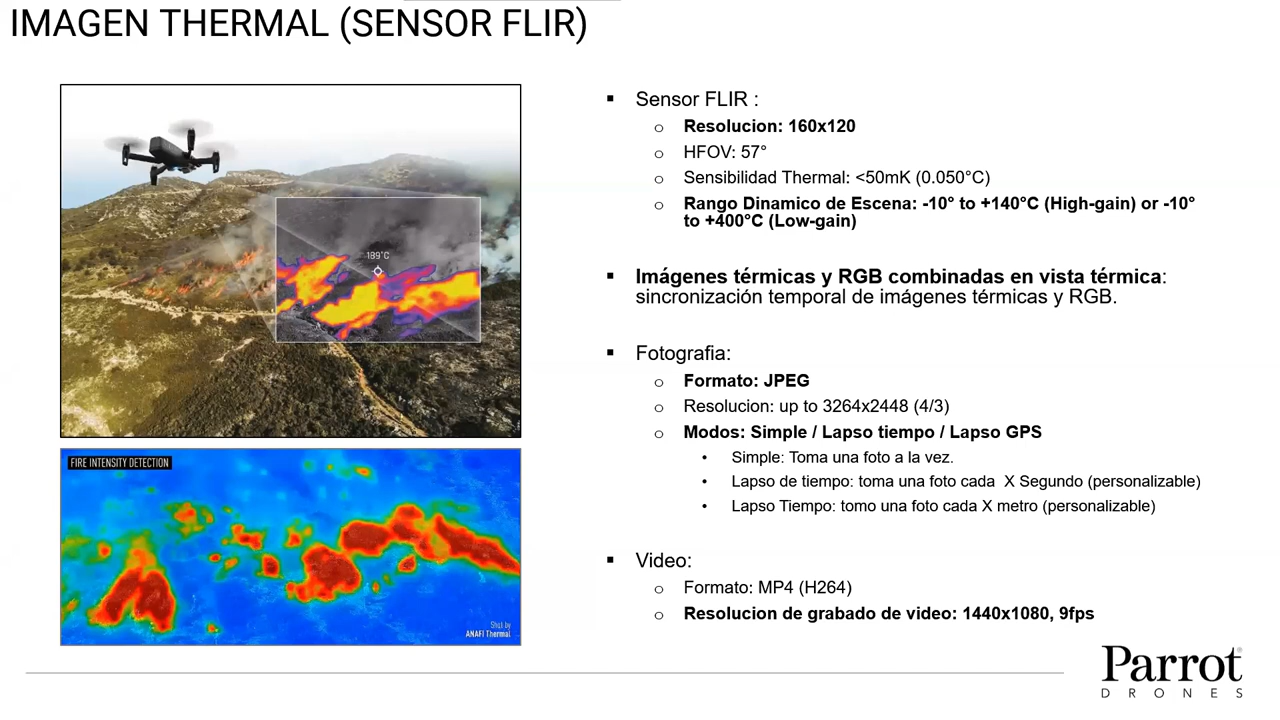 IMAGEN THERMAL (SENSOR FLIR)
189°C
FIRE INTENSITY DETECTION
Shot by
ANAFI Thermal
▪ Sensor FLIR :
o Resolucion: 160x120
o HFOV: 57°
o Sensibilidad Thermal: <50mK (0.050°C)
o Rango Dinamico de Escena: -10° to +140°C (High-gain) or -10°
to +400°C (Low-gain)
▪ Imágenes térmicas y RGB combinadas en vista térmica:
sincronización temporal de imágenes térmicas y RGB.
▪ Fotografia:
o Formato: JPEG
o Resolucion: up to 3264x2448 (4/3)
o Modos: Simple / Lapso tiempo / Lapso GPS
• Simple: Toma una foto a la vez.
• Lapso de tiempo: toma una foto cada  X Segundo (personalizable)
• Lapso Tiempo: tomo una foto cada X metro (personalizable)
▪ Video:
o Formato: MP4 (H264)
o Resolucion de grabado de video: 1440x1080, 9fps
Parrot
DRONES